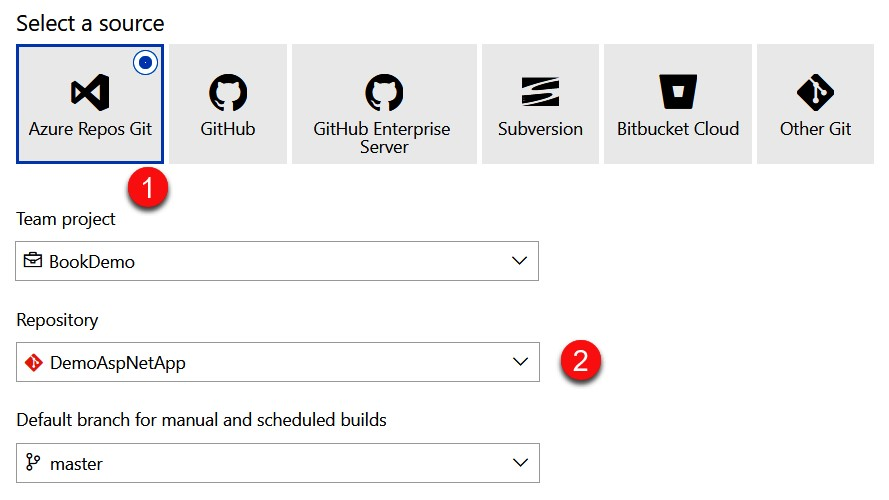 Select a source
Azure Repos Git
GitHub
GitHub Enterprise
Server
Subversion
Bitbucket Cloud
Other Git
1
Team project
BookDemo
Repository
DemoAspNetApp
2
Default branch for manual and scheduled builds
master